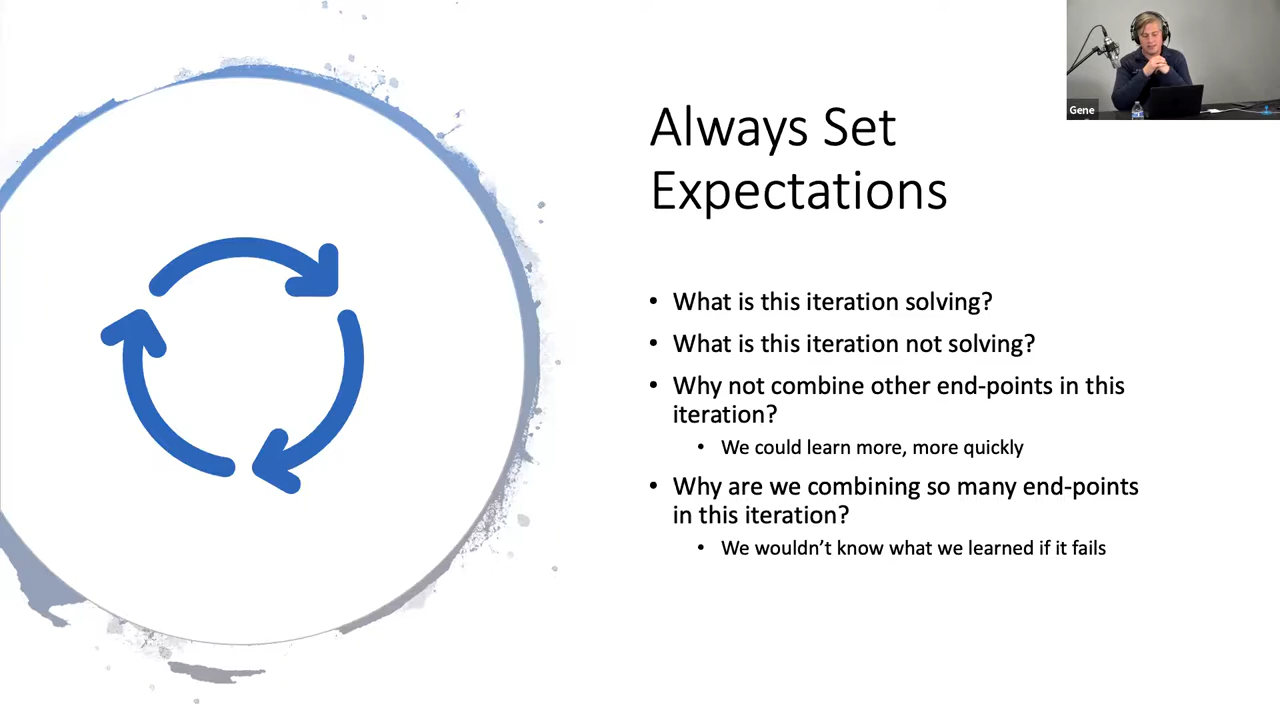 Always Set
Expectations
• What is this iteration solving?
• What is this iteration not solving?
• Why not combine other end-points in this
iteration?
• We could learn more, more quickly
• Why are we combining so many end-points
in this iteration?
• We wouldn’t know what we learned if it fails
Gene